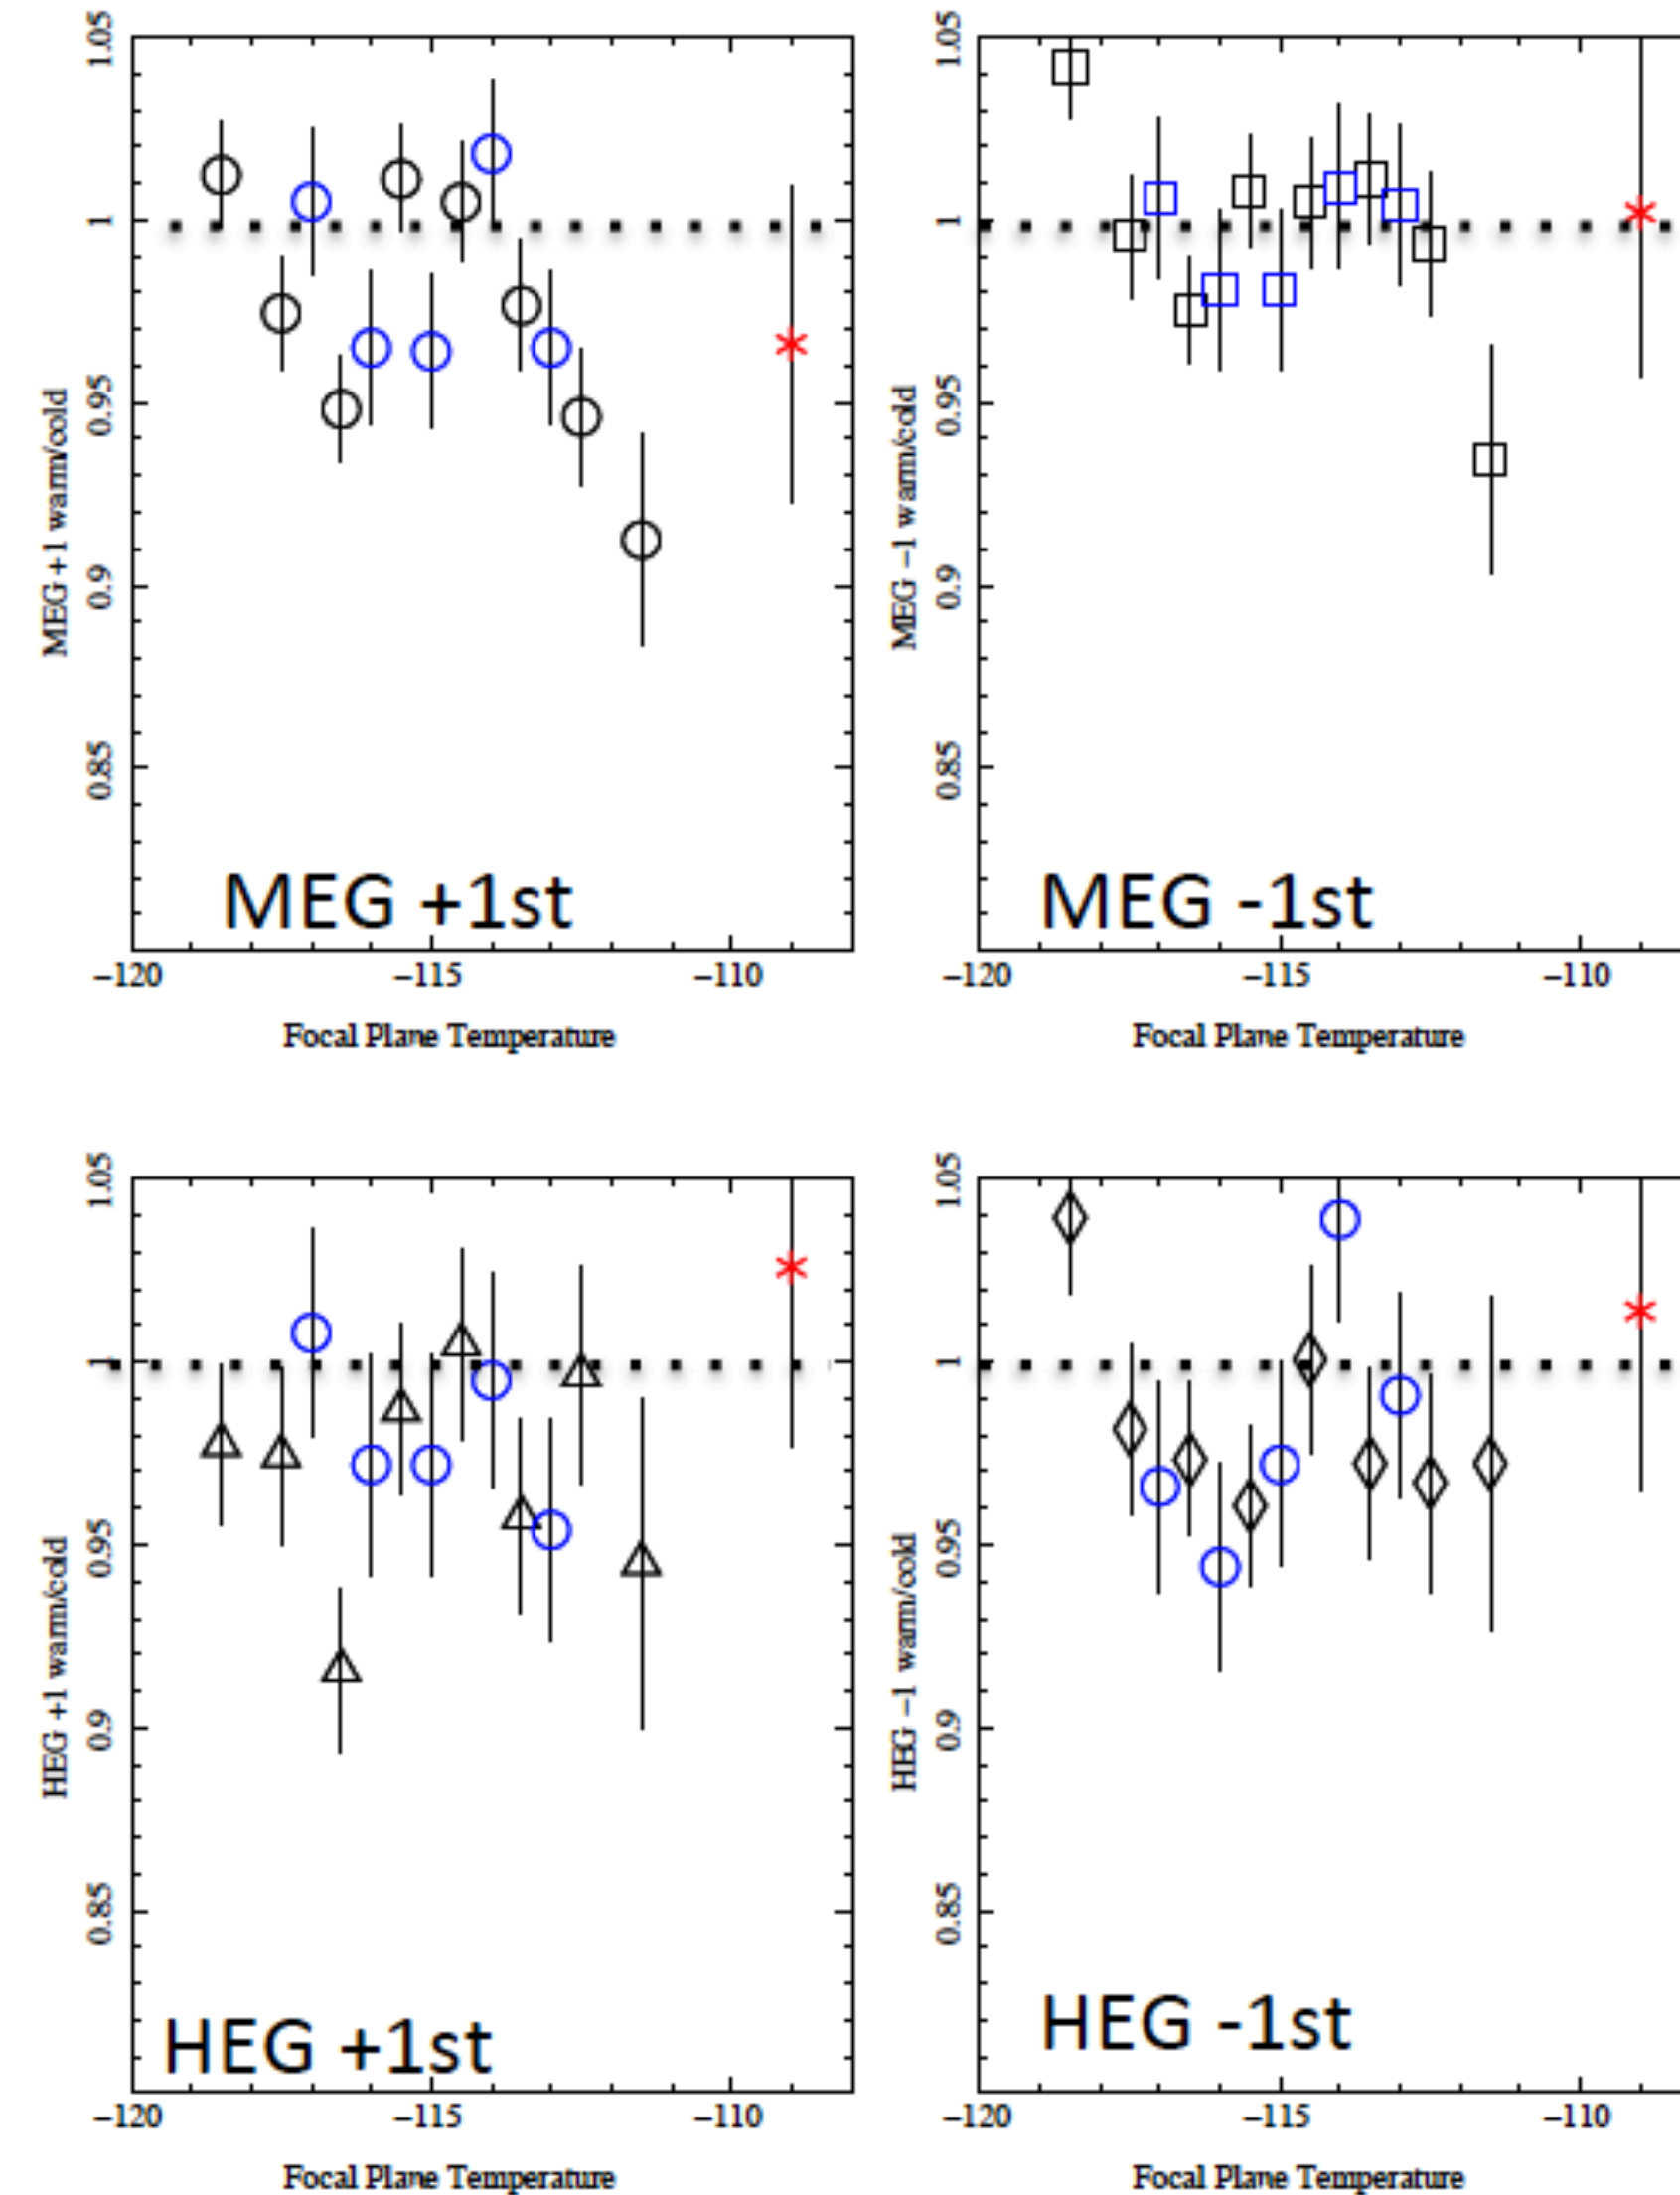 1.05
1
0.95
0.9
0.85
MEG +1 warm/cold
MEG +1st
−120 −115 −110
Focal Plane Temperature
1.05
1
0.95
0.9
0.85
MEG −1 warm/cold
MEG -1st
−120 −115 −110
Focal Plane Temperature
1.05
1
0.95
0.9
0.85
HEG +1 warm/cold
HEG +1st
−120 −115 −110
Focal Plane Temperature
1.05
1
0.95
0.9
0.85
HEG −1 warm/cold
HEG -1st
−120 −115 −110
Focal Plane Temperature